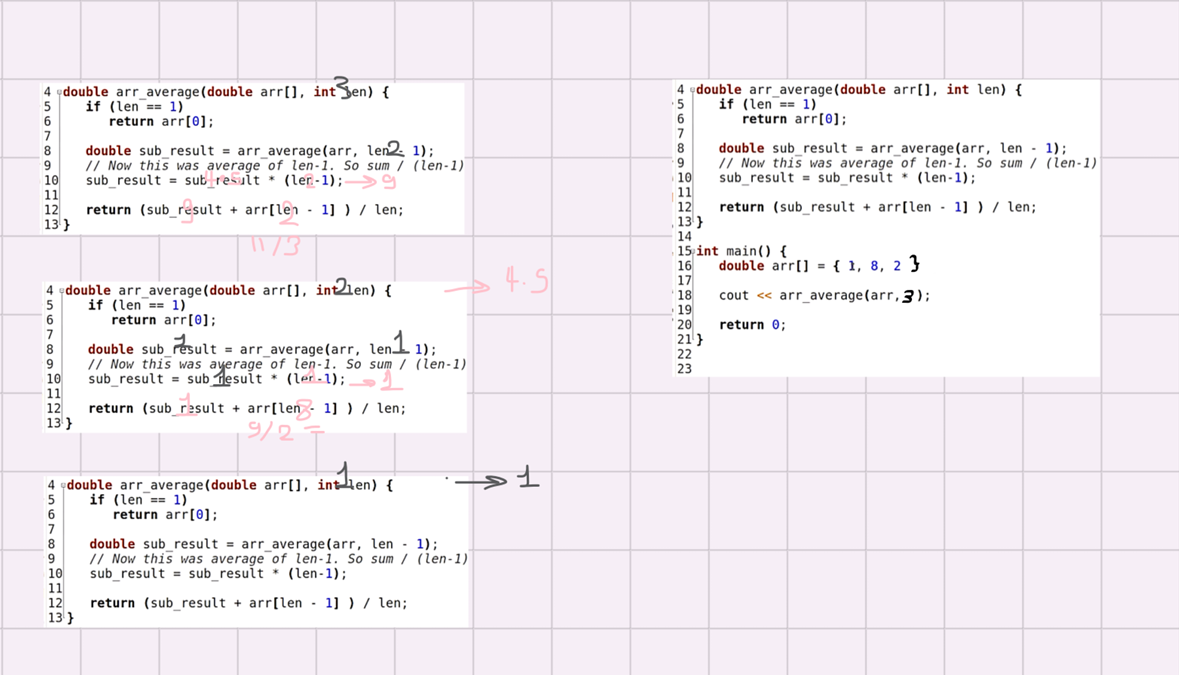 3
4 double arr_average(double arr[], int len) {
5 if (len == 1)
6 return arr[0];
7
2
8 double sub_result = arr_average(arr, len - 1);
9 // Now this was average of len-1. So sum / (len-1)
4.5 2
10 sub_result = sub_result * (len-1); → 9
11
12 return (sub_result + arr[len - 1] ) / len;
9 2
13 }
11/3
2
4 double arr_average(double arr[], int len) {
→ 4.5
5 if (len == 1)
6 return arr[0];
7
1 1
8 double sub_result = arr_average(arr, len - 1);
9 // Now this was average of len-1. So sum / (len-1)
1 1
10 sub_result = sub_result * (len-1); → 1
11
12 return (sub_result + arr[len - 1] ) / len;
1 8
13 }
9/2 =
1
4 double arr_average(double arr[], int len) {
→ 1
5 if (len == 1)
6 return arr[0];
7
8 double sub_result = arr_average(arr, len - 1);
9 // Now this was average of len-1. So sum / (len-1)
10 sub_result = sub_result * (len-1);
11
12 return (sub_result + arr[len - 1] ) / len;
13 }
4 double arr_average(double arr[], int len) {
5 if (len == 1)
6 return arr[0];
7
8 double sub_result = arr_average(arr, len - 1);
9 // Now this was average of len-1. So sum / (len-1)
10 sub_result = sub_result * (len-1);
11
12 return (sub_result + arr[len - 1] ) / len;
13 }
14
15 int main() {
16 double arr[] = { 1, 8, 2 }
17
18 cout << arr_average(arr, 3);
19
20 return 0;
21 }
22
23